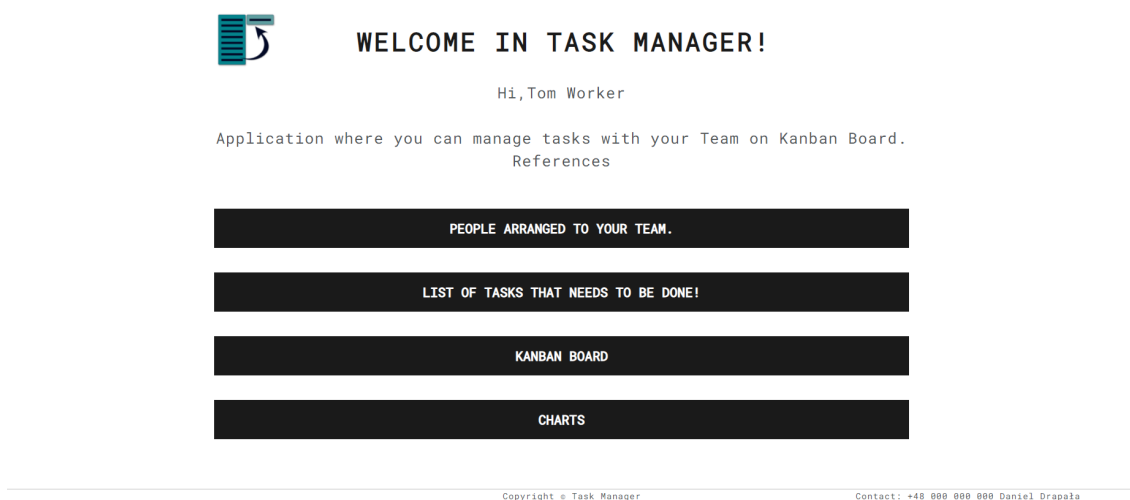 WELCOME IN TASK MANAGER!
Hi,Tom Worker
Application where you can manage tasks with your Team on Kanban Board.
References
PEOPLE ARRANGED TO YOUR TEAM.
LIST OF TASKS THAT NEEDS TO BE DONE!
KANBAN BOARD
CHARTS
Copyright © Task Manager
Contact: +48 000 000 000 Daniel Drapała